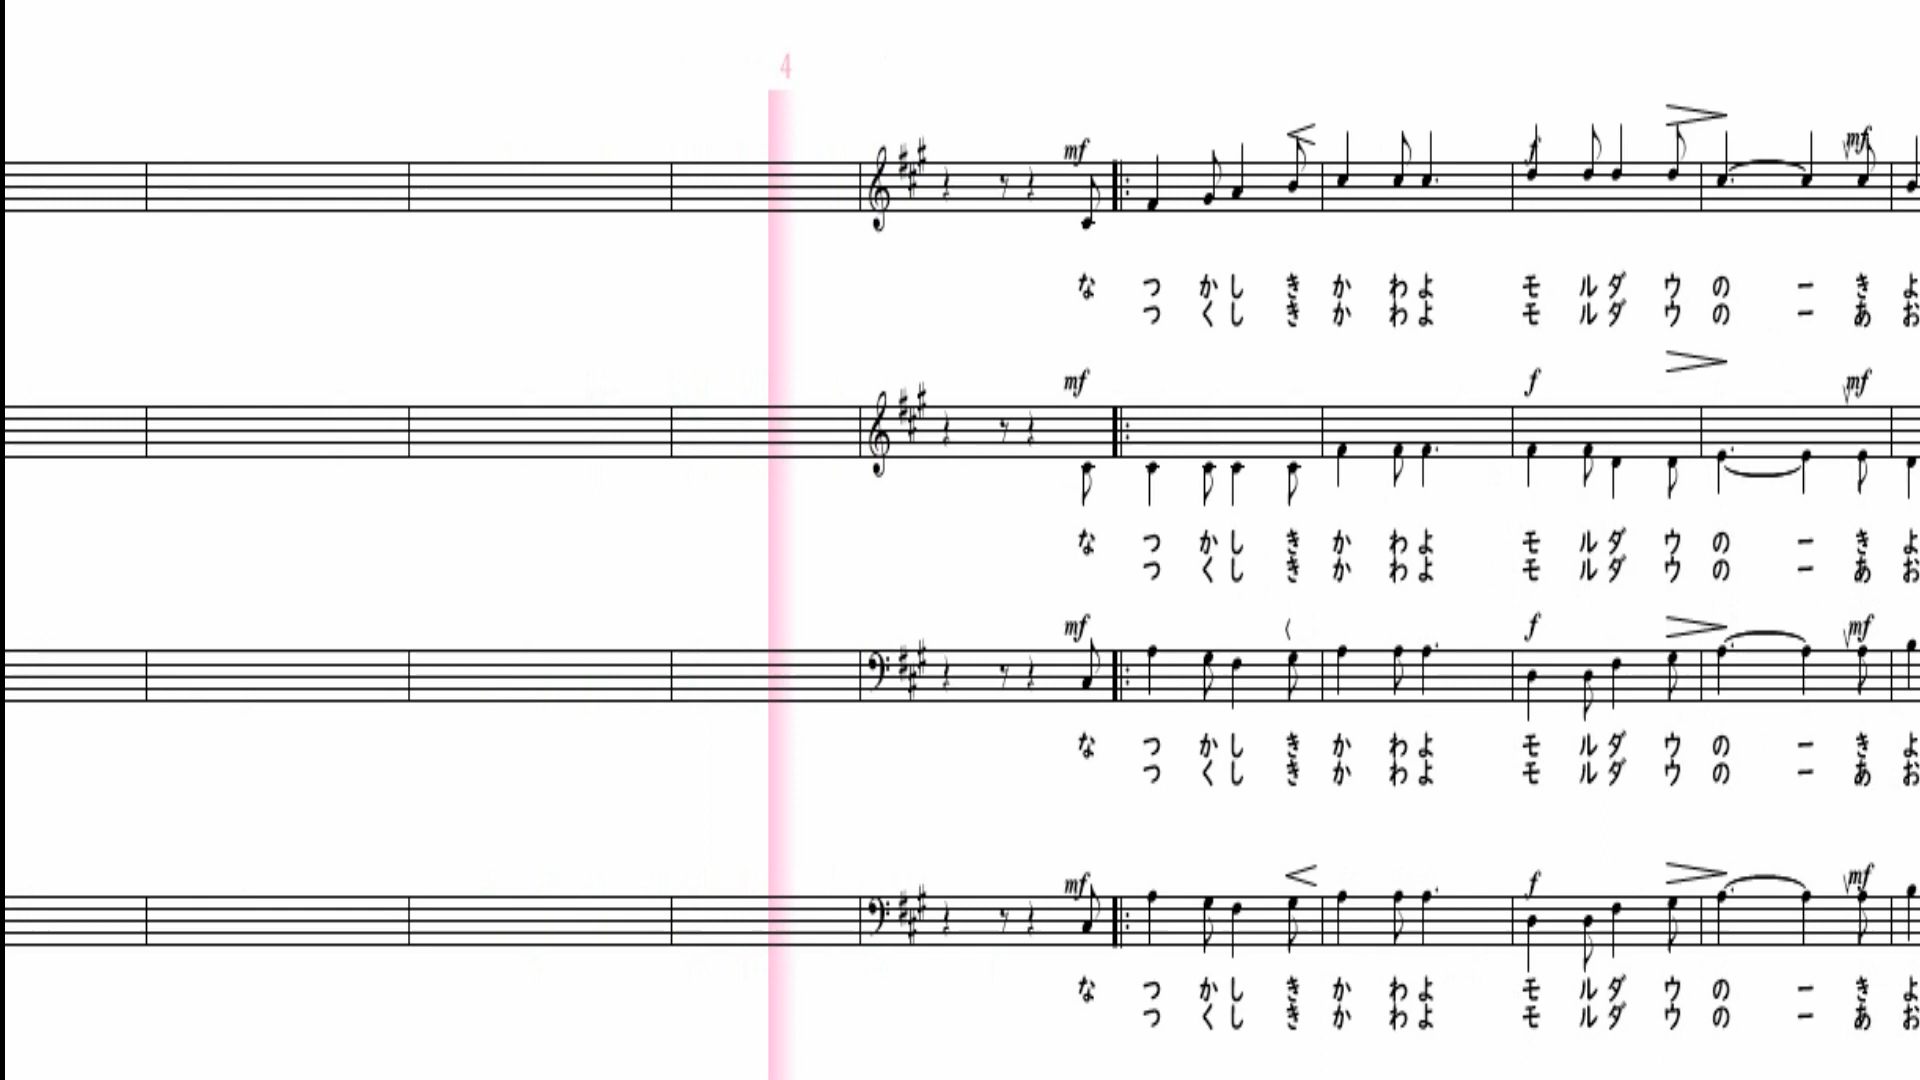 4
mf f mf
な つ か し き か わ よ モ ル ダ ウ の ー き よ
つ く し き か わ よ モ ル ダ ウ の ー あ お
mf f mf
な つ か し き か わ よ モ ル ダ ウ の ー き よ
つ く し き か わ よ モ ル ダ ウ の ー あ お
mf f mf
な つ か し き か わ よ モ ル ダ ウ の ー き よ
つ く し き か わ よ モ ル ダ ウ の ー あ お
mf f mf
な つ か し き か わ よ モ ル ダ ウ の ー き よ
つ く し き か わ よ モ ル ダ ウ の ー あ お